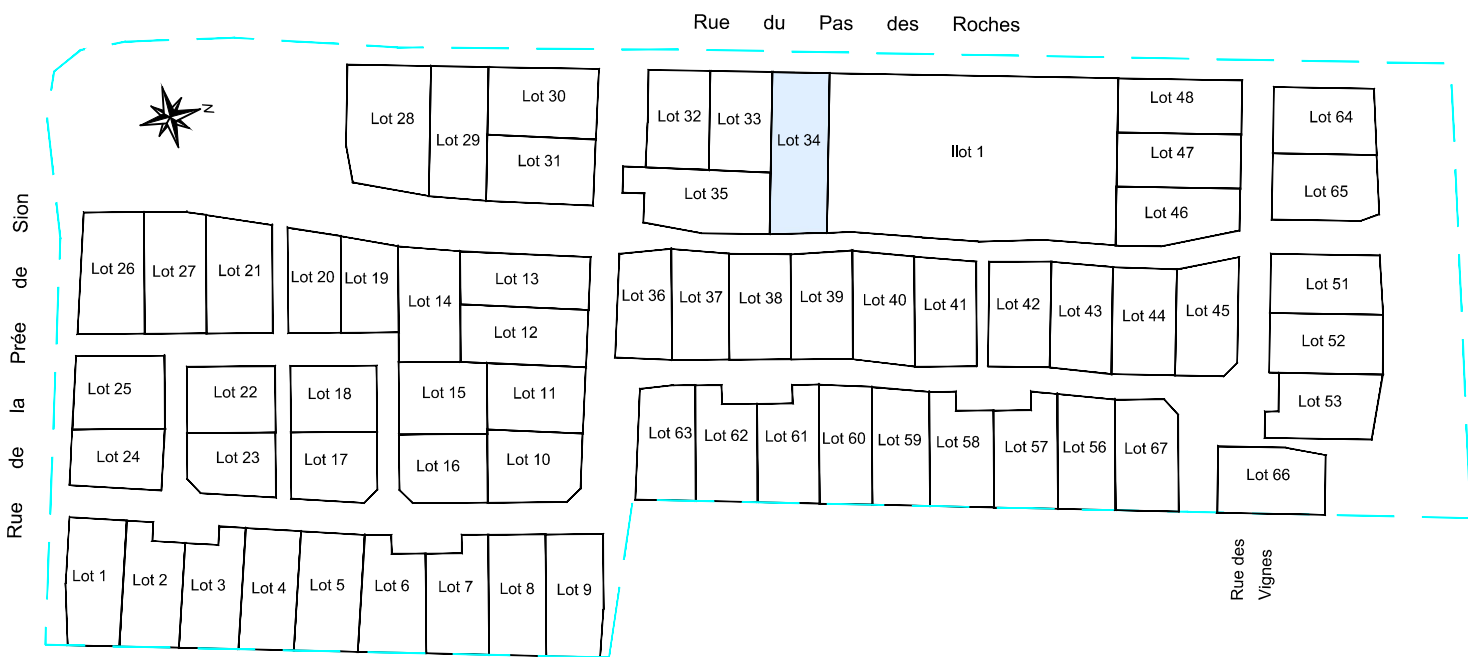 Rue du Pas des Roches
N
Rue de la Prée de Sion
Lot 28
Lot 29
Lot 30
Lot 31
Lot 32
Lot 33
Lot 34
Lot 35
Ilot 1
Lot 48
Lot 47
Lot 46
Lot 64
Lot 65
Lot 26
Lot 27
Lot 21
Lot 20
Lot 19
Lot 14
Lot 13
Lot 12
Lot 36
Lot 37
Lot 38
Lot 39
Lot 40
Lot 41
Lot 42
Lot 43
Lot 44
Lot 45
Lot 51
Lot 52
Lot 53
Lot 25
Lot 24
Lot 22
Lot 23
Lot 18
Lot 17
Lot 15
Lot 16
Lot 11
Lot 10
Lot 63
Lot 62
Lot 61
Lot 60
Lot 59
Lot 58
Lot 57
Lot 56
Lot 67
Lot 66
Lot 1
Lot 2
Lot 3
Lot 4
Lot 5
Lot 6
Lot 7
Lot 8
Lot 9
Rue des
Vignes